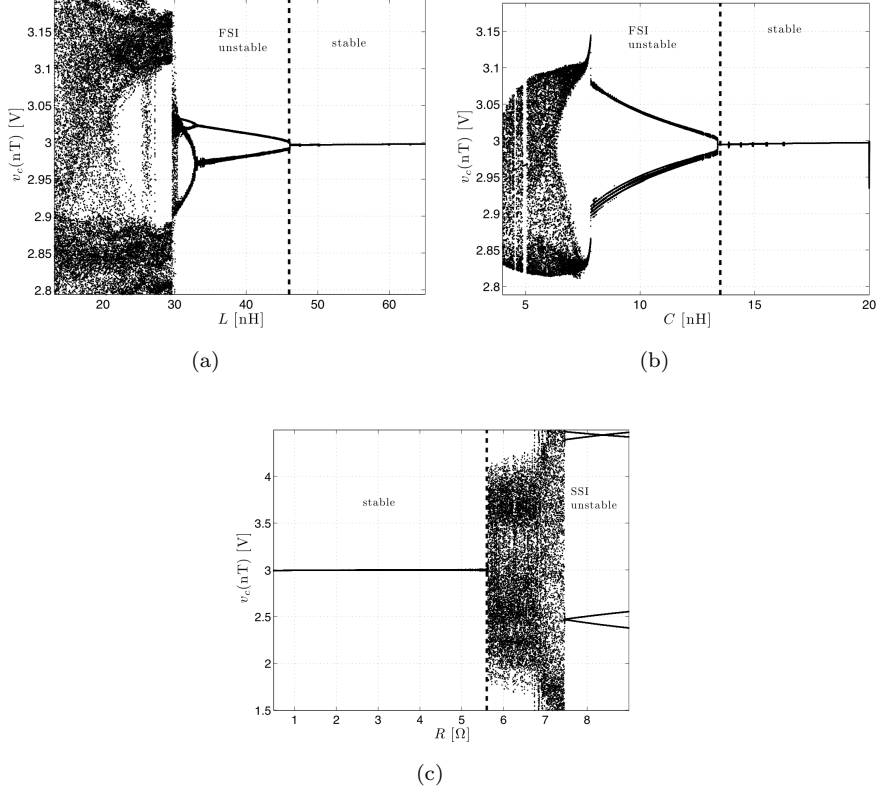 3.15
3.1
3.05
3
2.95
2.9
2.85
2.8
v_c(nT) [V]
FSI
unstable
stable
20
30
40
50
60
L [nH]
(a)
3.15
3.1
3.05
3
2.95
2.9
2.85
2.8
v_c(nT) [V]
FSI
unstable
stable
5
10
15
20
C [nH]
(b)
4
3.5
3
2.5
2
1.5
v_c(nT) [V]
stable
SSI
unstable
1
2
3
4
5
6
7
8
R [Ω]
(c)